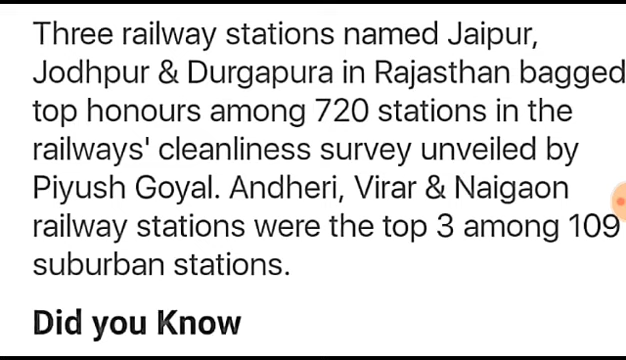 Three railway stations named Jaipur,
Jodhpur & Durgapura in Rajasthan bagged
top honours among 720 stations in the
railways' cleanliness survey unveiled by
Piyush Goyal. Andheri, Virar & Naigaon
railway stations were the top 3 among 109
suburban stations.
Did you Know